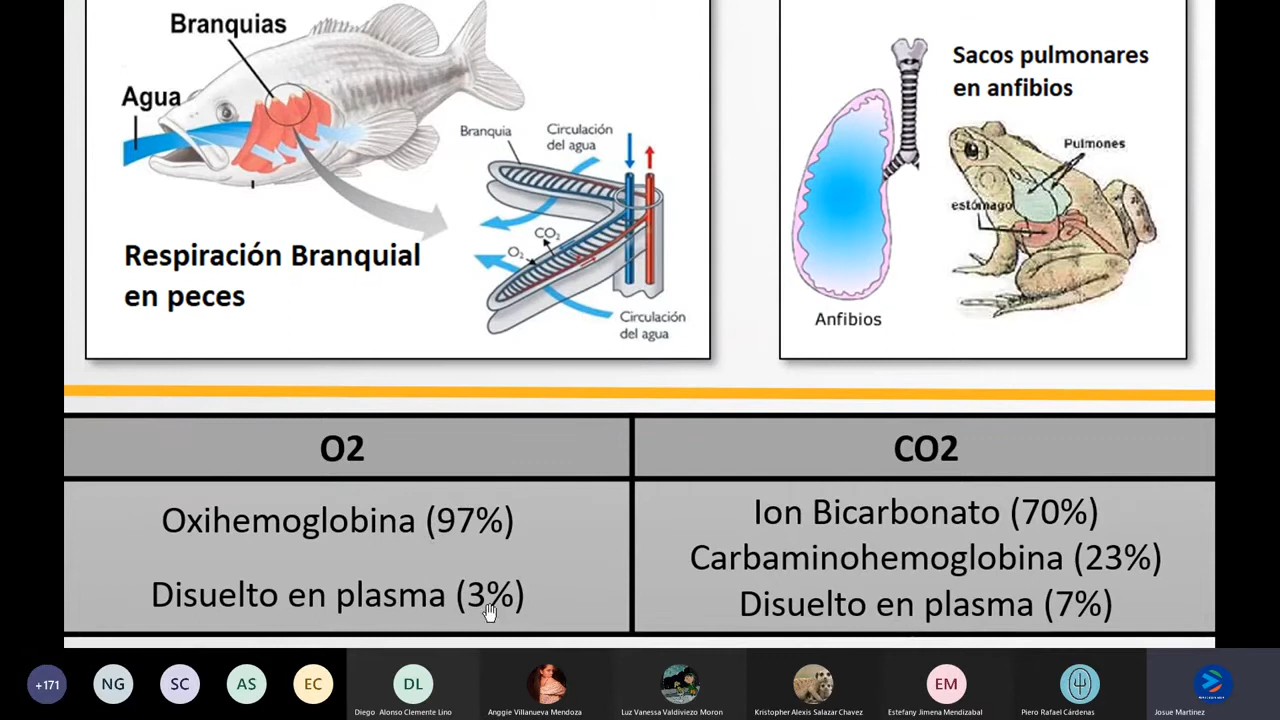 Branquias
Agua
Respiración Branquial
en peces
Branquia
Circulación
del agua
CO2
O2
Circulación
del agua
Sacos pulmonares
en anfibios
Pulmones
estómago
Anfibios
O2
CO2
Oxihemoglobina (97%)
Disuelto en plasma (3%)
Ion Bicarbonato (70%)
Carbaminohemoglobina (23%)
Disuelto en plasma (7%)
+171
NG
SC
AS
EC
DL
EM
Diego Alonso Clemente Lino
Anggie Villanueva Mendoza
Luz Vanessa Valdiviezo Moron
Kristopher Alexis Salazar Chavez
Estefany Jimena Mendizabal
Piero Rafael Cárdenas
Josue Martinez